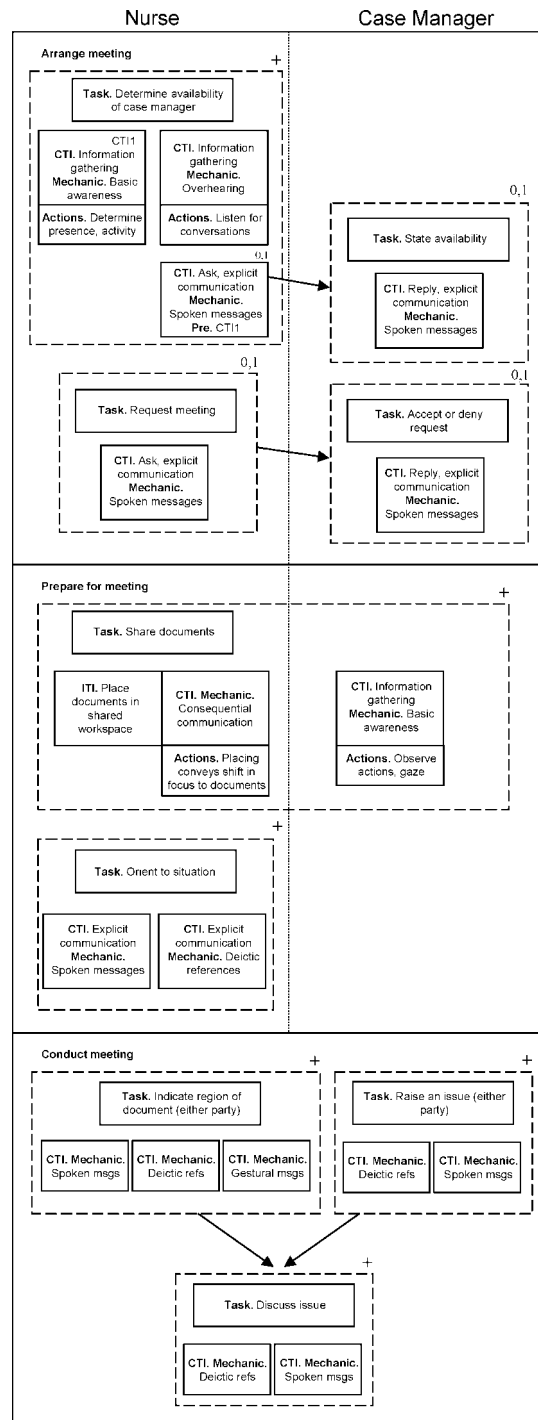 Nurse
Case Manager
Arrange meeting
+
Task. Determine availability
of case manager
CTI1
CTI. Information
gathering
Mechanic. Basic
awareness
Actions. Determine
presence, activity
CTI. Information
gathering
Mechanic.
Overhearing
Actions. Listen for
conversations
0,1
CTI. Ask, explicit
communication
Mechanic.
Spoken messages
Pre. CTI1
0,1
Task. State availability
CTI. Reply, explicit
communication
Mechanic.
Spoken messages
0,1
Task. Request meeting
CTI. Ask, explicit
communication
Mechanic.
Spoken messages
0,1
Task. Accept or deny
request
CTI. Reply, explicit
communication
Mechanic.
Spoken messages
Prepare for meeting
+
Task. Share documents
ITI. Place
documents in
shared
workspace
CTI. Mechanic.
Consequential
communication
Actions. Placing
conveys shift in
focus to documents
CTI. Information
gathering
Mechanic. Basic
awareness
Actions. Observe
actions, gaze
+
Task. Orient to situation
CTI. Explicit
communication
Mechanic.
Spoken messages
CTI. Explicit
communication
Mechanic. Deictic
references
Conduct meeting
+
Task. Indicate region of
document (either party)
CTI. Mechanic.
Spoken msgs
CTI. Mechanic.
Deictic refs
CTI. Mechanic.
Gestural msgs
+
Task. Raise an issue (either
party)
CTI. Mechanic.
Deictic refs
CTI. Mechanic.
Spoken msgs
+
Task. Discuss issue
CTI. Mechanic.
Deictic refs
CTI. Mechanic.
Spoken msgs